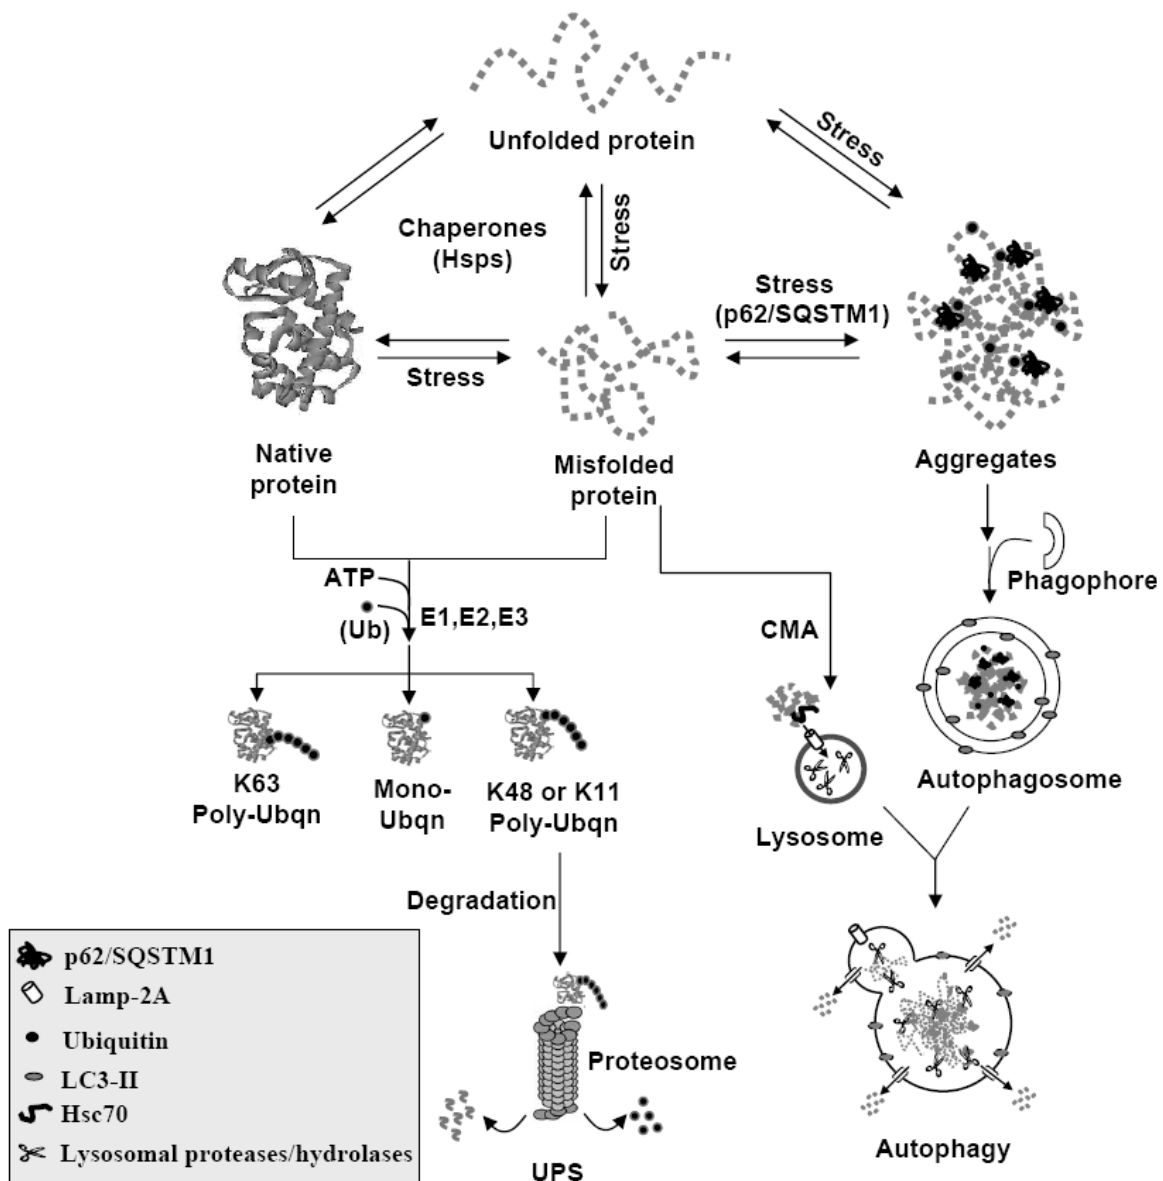 Unfolded protein
Stress
Chaperones
(Hsps)
Stress
Stress
(p62/SQSTM1)
Stress
Native
protein
Misfolded
protein
Aggregates
ATP
(Ub)
E1,E2,E3
CMA
Phagophore
K63
Poly-Ubqn
Mono-
Ubqn
K48 or K11
Poly-Ubqn
Lysosome
Autophagosome
Degradation
Proteosome
UPS
Autophagy
p62/SQSTM1
Lamp-2A
Ubiquitin
LC3-II
Hsc70
Lysosomal proteases/hydrolases